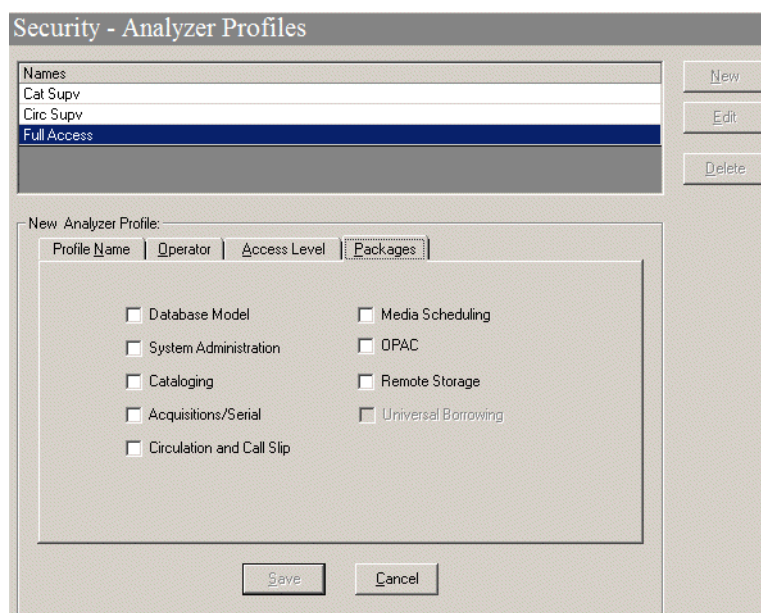 Security - Analyzer Profiles
Names
New
Cat Supv
Circ Supv
Edit
Full Access
Delete
New Analyzer Profile:
Profile Name Operator Access Level Packages
Database Model Media Scheduling
System Administration OPAC
Cataloging Remote Storage
Acquisitions/Serial Universal Borrowing
Circulation and Call Slip
Save Cancel